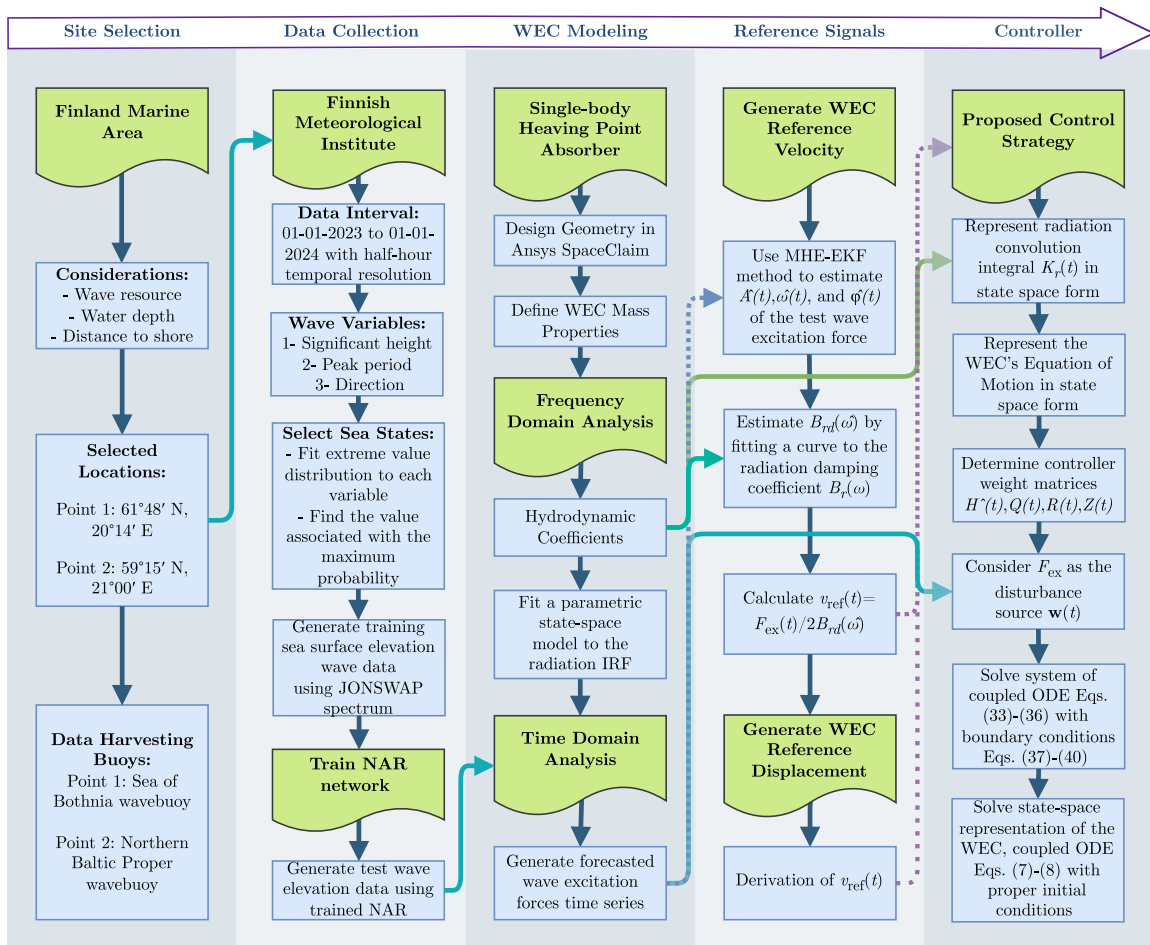 Site Selection
Data Collection
WEC Modeling
Reference Signals
Controller
Finland Marine
Area
Considerations:
- Wave resource
- Water depth
- Distance to shore
Selected
Locations:
Point 1: 61°48′ N,
20°14′ E
Point 2: 59°15′ N,
21°00′ E
Data Harvesting
Buoys:
Point 1: Sea of
Bothnia wavebuoy
Point 2: Northern
Baltic Proper
wavebuoy
Finnish
Meteorological
Institute
Data Interval:
01-01-2023 to 01-01-
2024 with half-hour
temporal resolution
Wave Variables:
1- Significant height
2- Peak period
3- Direction
Select Sea States:
- Fit extreme value
distribution to each
variable
- Find the value
associated with the
maximum
probability
Generate training
sea surface elevation
wave data
using JONSWAP
spectrum
Train NAR
network
Generate test wave
elevation data using
trained NAR
Single-body
Heaving Point
Absorber
Design Geometry in
Ansys SpaceClaim
Define WEC Mass
Properties
Frequency
Domain Analysis
Hydrodynamic
Coefficients
Fit a parametric
state-space
model to the
radiation IRF
Time Domain
Analysis
Generate forecasted
wave excitation
forces time series
Generate WEC
Reference
Velocity
Use MHE-EKF
method to estimate
Â(t),ω̂(t), and φ̂(t)
of the test wave
excitation force
Estimate B_rd(ω̂) by
fitting a curve to the
radiation damping
coefficient B_r(ω)
Calculate v_ref(t)=
F_ex(t)/2B_rd(ω̂)
Generate WEC
Reference
Displacement
Derivation of v_ref(t)
Proposed Control
Strategy
Represent radiation
convolution
integral K_r(t) in
state space form
Represent the
WEC's Equation of
Motion in state
space form
Determine controller
weight matrices
H^(t),Q(t),R(t),Z(t)
Consider F_ex as the
disturbance
source w(t)
Solve system of
coupled ODE Eqs.
(33)-(36) with
boundary conditions
Eqs. (37)-(40)
Solve state-space
representation of the
WEC, coupled ODE
Eqs. (7)-(8) with
proper initial
conditions